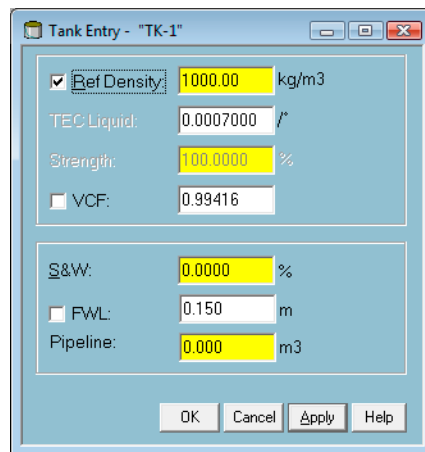 Tank Entry - "TK-1"
Ref Density: 1000.00 kg/m3
TEC Liquid: 0.0007000 /°
Strength: 100.0000 %
VCF: 0.99416
S&W: 0.0000 %
FWL: 0.150 m
Pipeline: 0.000 m3
OK Cancel Apply Help